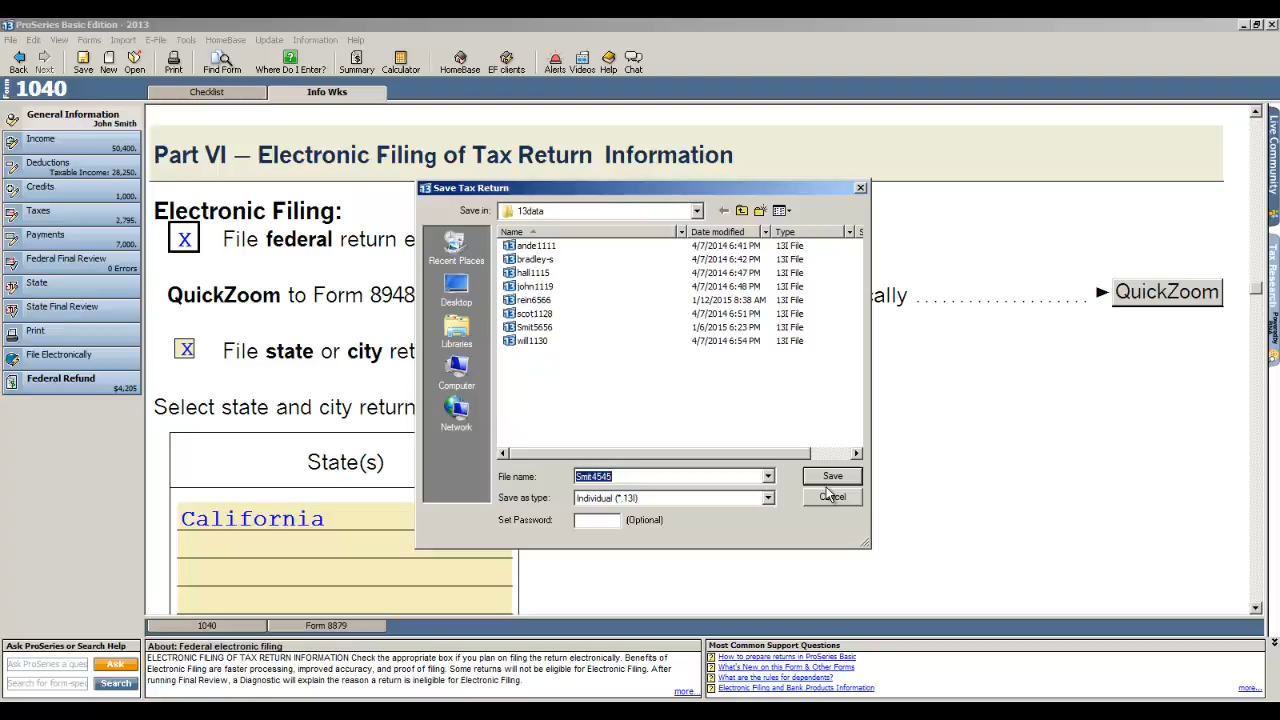 ProSeries Basic Edition - 2013
File Edit View Forms Import E-File Tools HomeBase Update Information Help
Back Next Save New Open Print Find Form Where Do I Enter? Summary Calculator HomeBase EF clients Alerts Videos Help Chat
Form 1040
Checklist Info Wks
General Information
John Smith
Income
50,400.
Deductions
Taxable Income: 28,250.
Credits
1,000.
Taxes
2,795.
Payments
7,000.
Federal Final Review
0 Errors
State
State Final Review
Print
File Electronically
Federal Refund
$4,205
Part VI — Electronic Filing of Tax Return Information
Electronic Filing:
X File federal return e
QuickZoom to Form 8948
ically QuickZoom
X File state or city ret
Select state and city return
State(s)
California
Save Tax Return
Save in: 13data
Name Date modified Type S
ande1111 4/7/2014 6:41 PM 13I File
bradley-s 4/7/2014 6:42 PM 13I File
hall1115 4/7/2014 6:47 PM 13I File
john1119 4/7/2014 6:48 PM 13I File
rein6566 1/12/2015 8:38 AM 13I File
scot1128 4/7/2014 6:51 PM 13I File
Smit5656 1/6/2015 6:23 PM 13I File
will1130 4/7/2014 6:54 PM 13I File
Recent Places
Desktop
Libraries
Computer
Network
File name: Smit4545 Save
Save as type: Individual (*.13I) Cancel
Set Password: (Optional)
Live Community
Tax Research
1040 Form 8879
Ask ProSeries or Search Help
Ask ProSeries a ques Ask
Search for form-spec Search
About: Federal electronic filing
ELECTRONIC FILING OF TAX RETURN INFORMATION Check the appropriate box if you plan on filing the return electronically. Benefits of
Electronic Filing are faster processing, improved accuracy, and proof of filing. Some returns will not be eligible for Electronic Filing. After
running Final Review, a Diagnostic will explain the reason a return is ineligible for Electronic Filing.
more...
Most Common Support Questions
How to prepare returns in ProSeries Basic
What's New on this Form & Other Forms
What are the rules for dependents?
Electronic Filing and Bank Products Information
more...